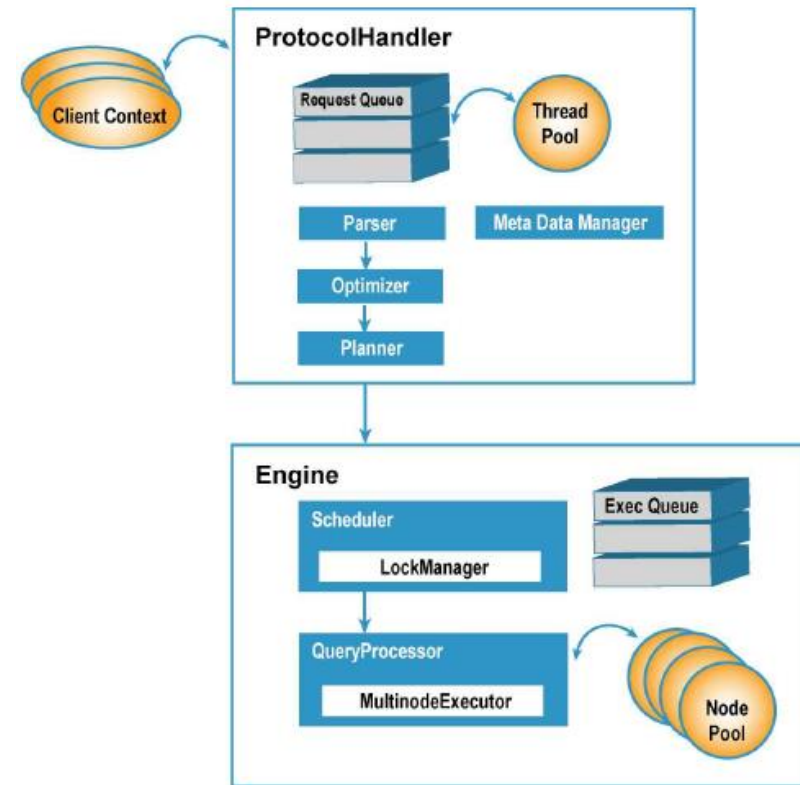 ProtocolHandler
Client Context
Request Queue
Thread
Pool
Parser
Meta Data Manager
Optimizer
Planner
Engine
Scheduler
Exec Queue
LockManager
QueryProcessor
MultinodeExecutor
Node
Pool